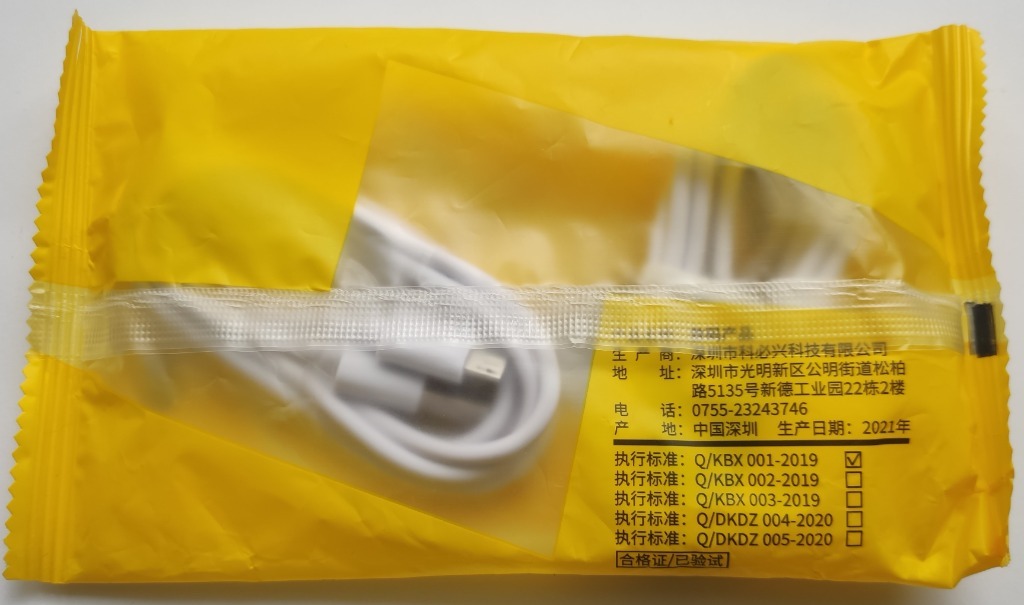 生 产 商：深圳市科必兴科技有限公司
地 址：深圳市光明新区公明街道松柏
路5135号新德工业园22栋2楼
电 话：0755-23243746
产 地：中国深圳 生产日期：2021年
执行标准：Q/KBX 001-2019 ☑
执行标准：Q/KBX 002-2019 □
执行标准：Q/KBX 003-2019 □
执行标准：Q/DKDZ 004-2020 □
执行标准：Q/DKDZ 005-2020 □
合格证/已验试